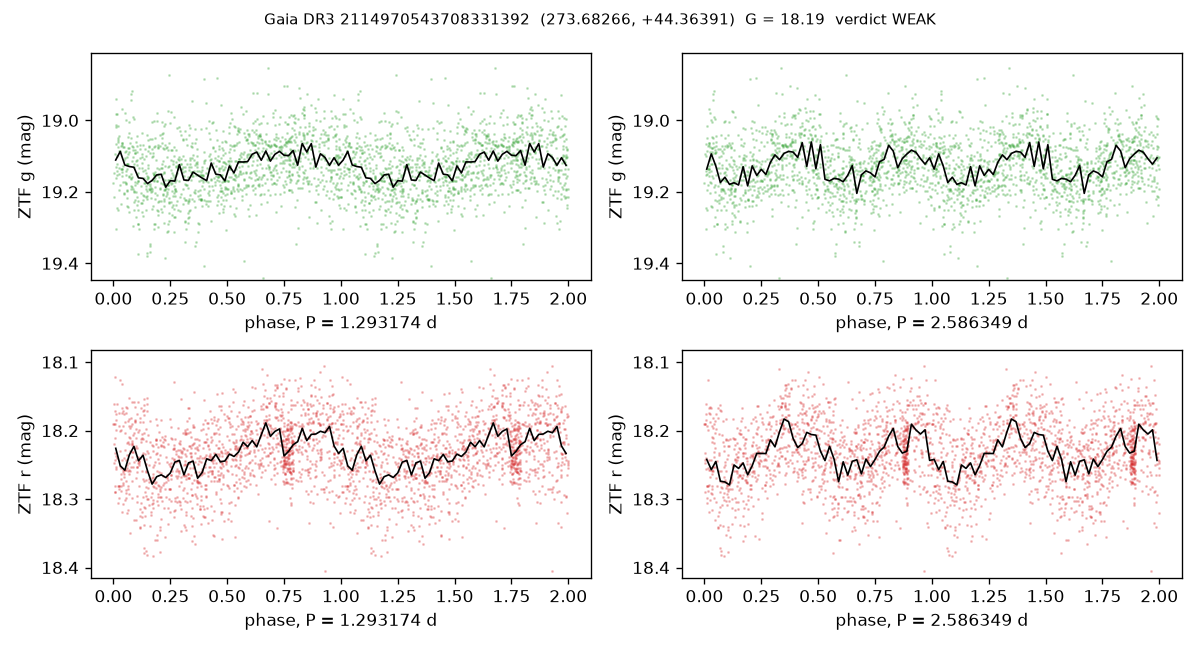 Gaia DR3 2114970543708331392 (273.68266, +44.36391) G = 18.19 verdict WEAK
ZTF g (mag)
19.0
19.2
19.4
0.00 0.25 0.50 0.75 1.00 1.25 1.50 1.75 2.00
phase, P = 1.293174 d
ZTF g (mag)
19.0
19.2
19.4
0.00 0.25 0.50 0.75 1.00 1.25 1.50 1.75 2.00
phase, P = 2.586349 d
ZTF r (mag)
18.1
18.2
18.3
18.4
0.00 0.25 0.50 0.75 1.00 1.25 1.50 1.75 2.00
phase, P = 1.293174 d
ZTF r (mag)
18.1
18.2
18.3
18.4
0.00 0.25 0.50 0.75 1.00 1.25 1.50 1.75 2.00
phase, P = 2.586349 d